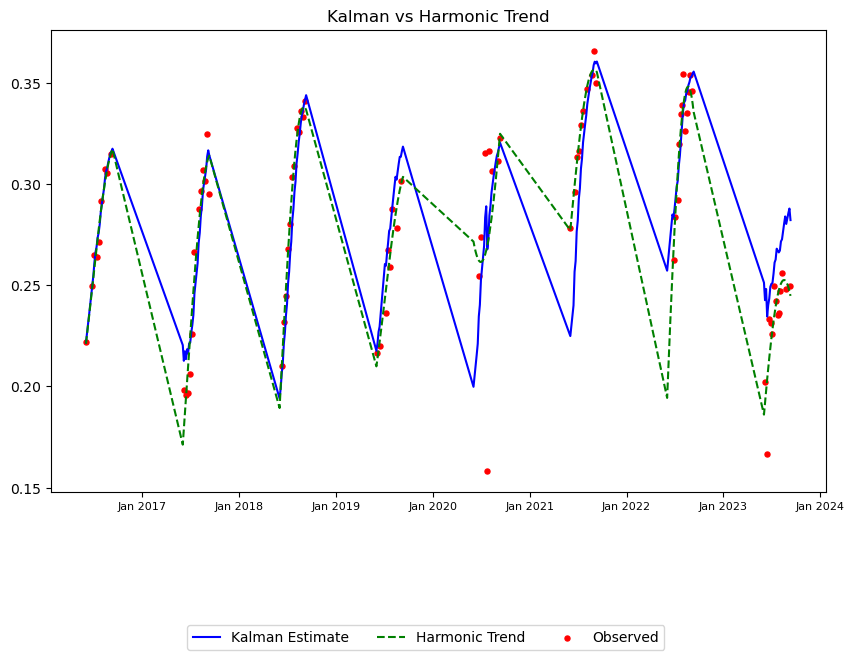 Kalman vs Harmonic Trend
0.35
0.30
0.25
0.20
0.15
Jan 2017 Jan 2018 Jan 2019 Jan 2020 Jan 2021 Jan 2022 Jan 2023 Jan 2024
Kalman Estimate Harmonic Trend Observed